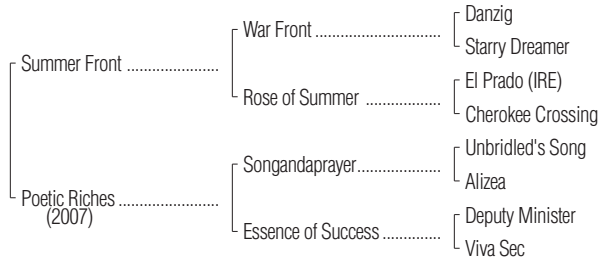 Danzig
War Front ...................
Starry Dreamer
Summer Front ......................
El Prado (IRE)
Rose of Summer ..................
Cherokee Crossing
Unbridled's Song
Songandaprayer....................
Alizea
Poetic Riches ........................
(2007)
Deputy Minister
Essence of Success ..............
Viva Sec